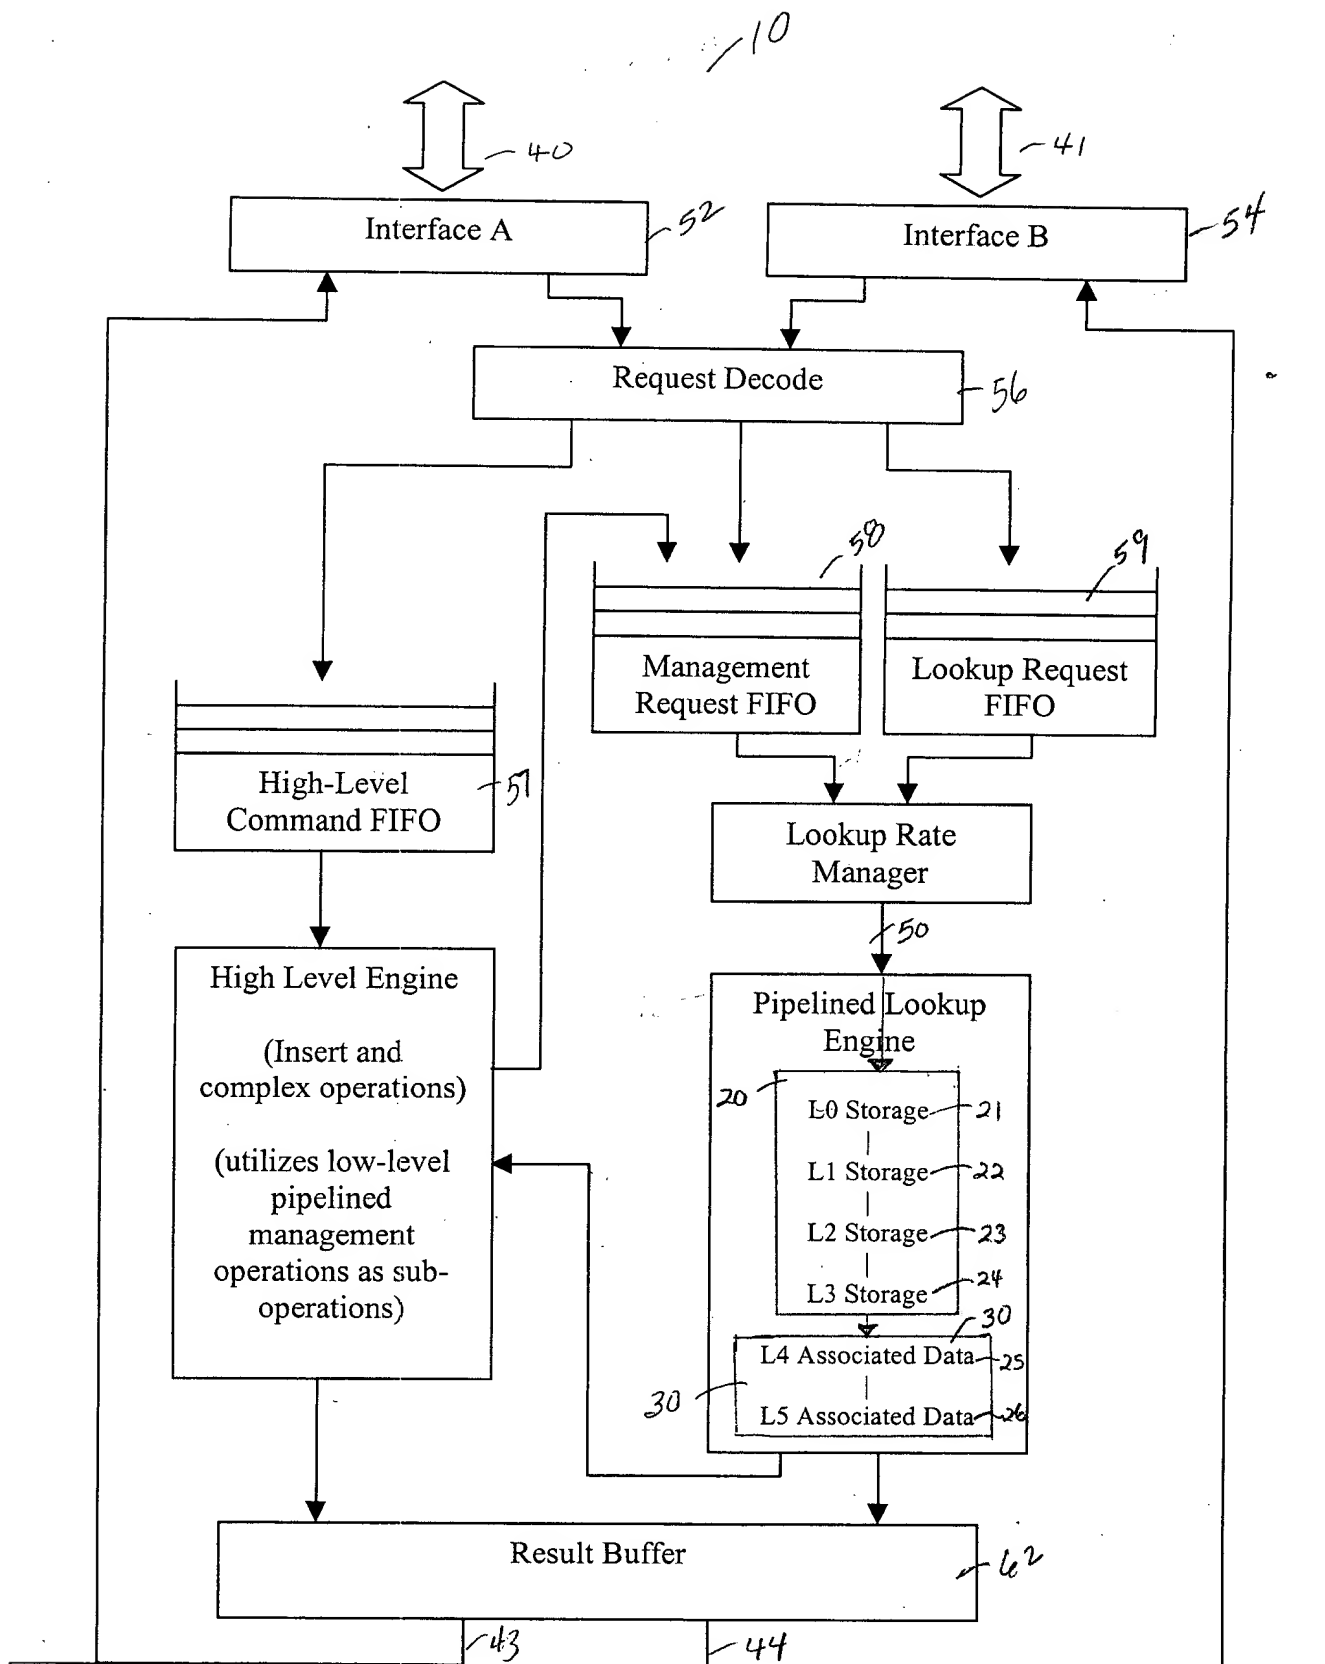 10
40
41
Interface A
52
Interface B
54
Request Decode
56
58
59
Management
Request FIFO
Lookup Request
FIFO
High-Level
Command FIFO
57
Lookup Rate
Manager
50
High Level Engine
(Insert and
complex operations)
(utilizes low-level
pipelined
management
operations as sub-
operations)
Pipelined Lookup
Engine
20
L0 Storage
21
L1 Storage
22
L2 Storage
23
L3 Storage
24
30
L4 Associated Data
25
30
L5 Associated Data
26
Result Buffer
62
43
44